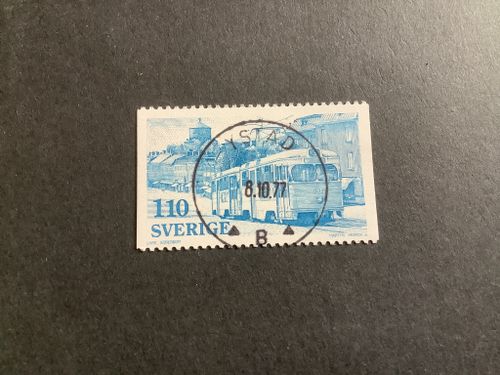 YSTAD
8.10.77
110
SVERIGE
B